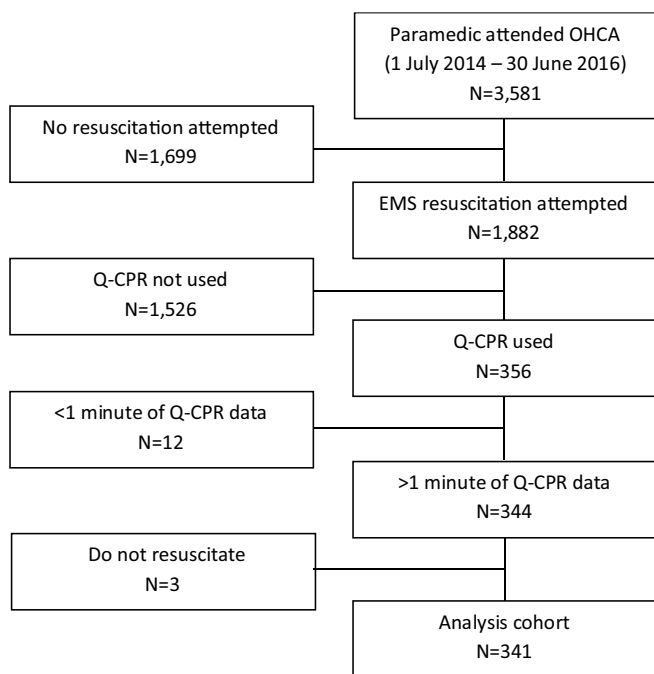 Paramedic attended OHCA
(1 July 2014 – 30 June 2016)
N=3,581
No resuscitation attempted
N=1,699
EMS resuscitation attempted
N=1,882
Q-CPR not used
N=1,526
Q-CPR used
N=356
<1 minute of Q-CPR data
N=12
>1 minute of Q-CPR data
N=344
Do not resuscitate
N=3
Analysis cohort
N=341